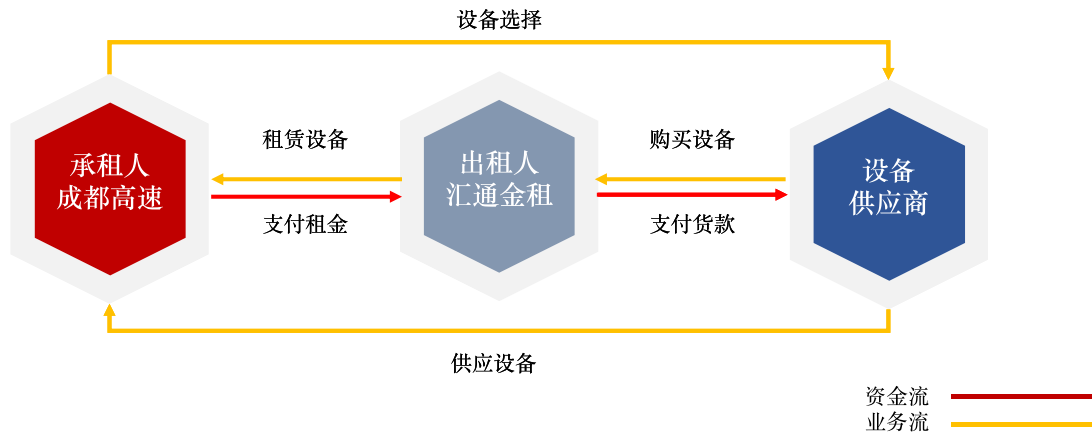 设备选择
租赁设备
购买设备
承租人
成都高速
出租人
汇通金租
设备
供应商
支付租金
支付货款
供应设备
资金流
业务流